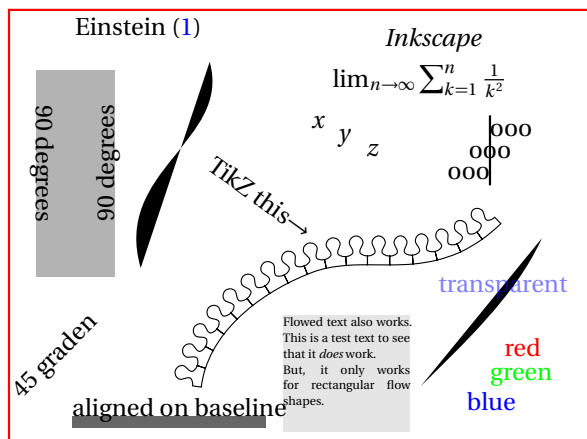 Einstein (1)
Inkscape
lim_{n→∞} ∑_{k=1}^{n} 1/k²
90 degrees
90 degrees
x
y
z
ooo
ooo
ooo
TikZ this→
transparent
Flowed text also works.
This is a test text to see
that it does work.
But, it only works
for rectangular flow
shapes.
45 graden
red
green
blue
aligned on baseline